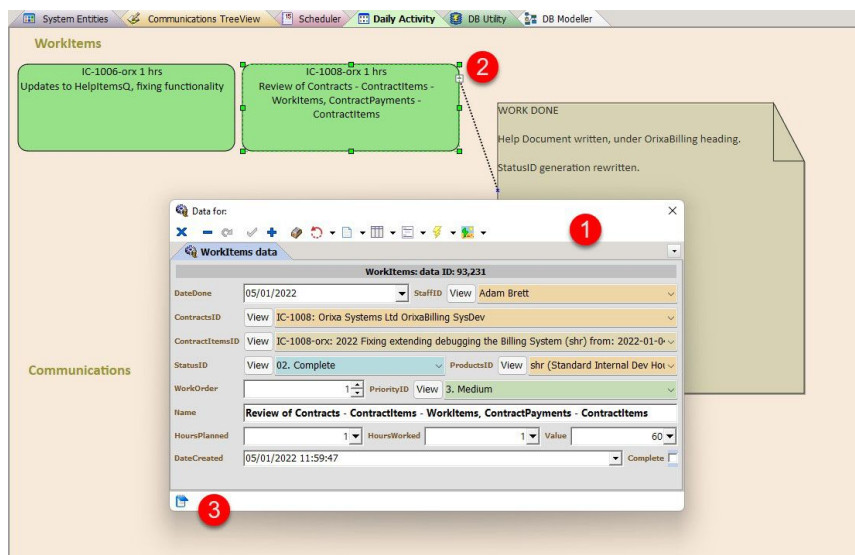 System Entities Communications TreeView 15 Scheduler Daily Activity DB Utility DB Modeller
WorkItems
IC-1006-orx 1 hrs
Updates to HelpItemsQ, fixing functionality
IC-1008-orx 1 hrs
Review of Contracts - ContractItems -
WorkItems, ContractPayments -
ContractItems
2
WORK DONE
Help Document written, under OrixaBilling heading.
StatusID generation rewritten.
Data for:
1
WorkItems data
WorkItems: data ID: 93,231
DateDone 05/01/2022 StaffID View Adam Brett
ContractsID View IC-1008: Orixa Systems Ltd OrixaBilling SysDev
ContractItemsID View IC-1008-orx: 2022 Fixing extending debugging the Billing System (shr) from: 2022-01-0
StatusID View 02. Complete ProductsID View shr (Standard Internal Dev Hou
WorkOrder 1 PriorityID View 3. Medium
Name Review of Contracts - ContractItems - WorkItems, ContractPayments - ContractItems
HoursPlanned 1 HoursWorked 1 Value 60
DateCreated 05/01/2022 11:59:47 Complete
3
Communications